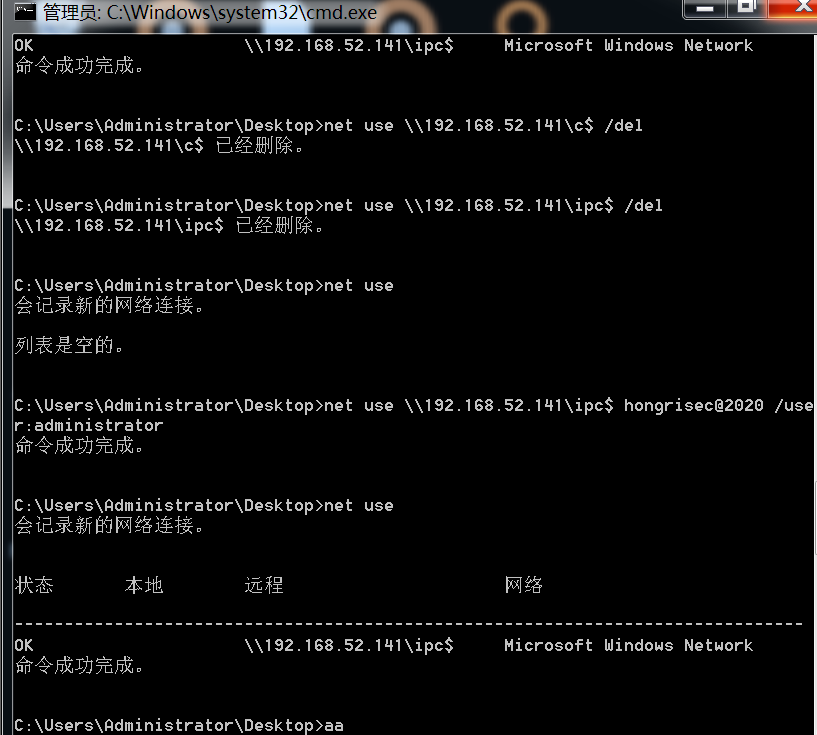 管理员: C:\Windows\system32\cmd.exe
OK \\192.168.52.141\ipc$ Microsoft Windows Network
命令成功完成。
C:\Users\Administrator\Desktop>net use \\192.168.52.141\c$ /del
\\192.168.52.141\c$ 已经删除。
C:\Users\Administrator\Desktop>net use \\192.168.52.141\ipc$ /del
\\192.168.52.141\ipc$ 已经删除。
C:\Users\Administrator\Desktop>net use
会记录新的网络连接。
列表是空的。
C:\Users\Administrator\Desktop>net use \\192.168.52.141\ipc$ hongrisec@2020 /use
r:administrator
命令成功完成。
C:\Users\Administrator\Desktop>net use
会记录新的网络连接。
状态 本地 远程 网络
-------------------------------------------------------------------------------
OK \\192.168.52.141\ipc$ Microsoft Windows Network
命令成功完成。
C:\Users\Administrator\Desktop>aa